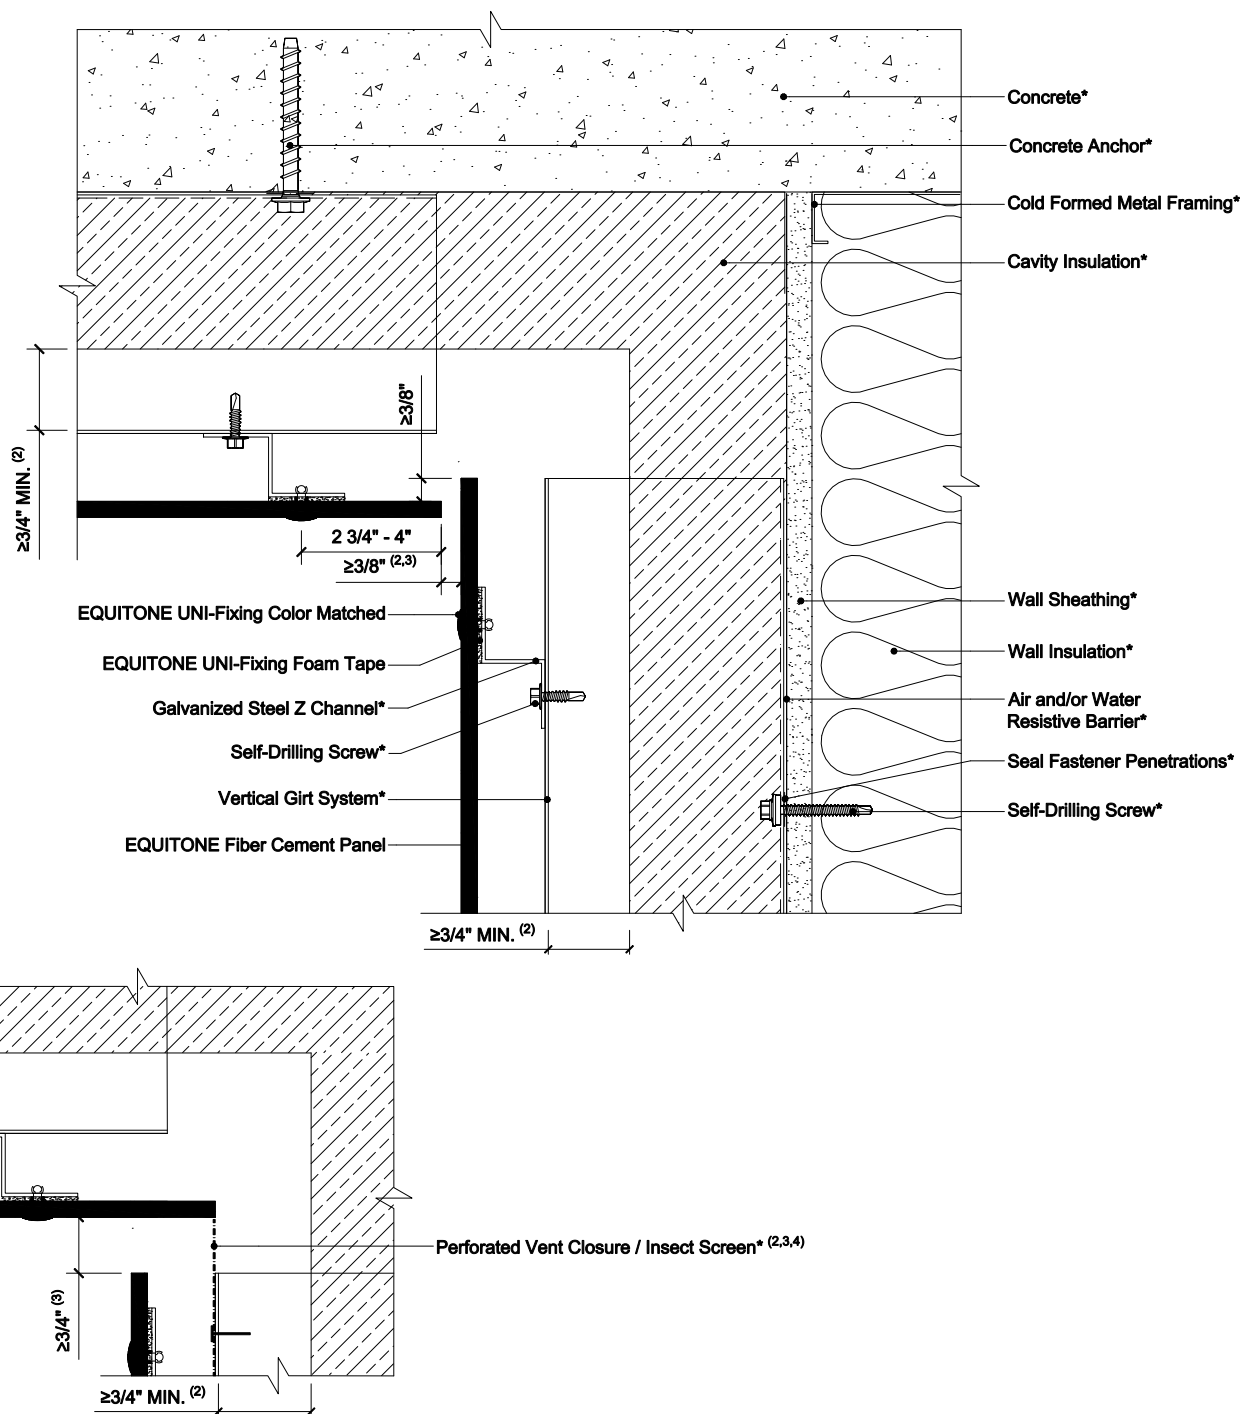 Concrete*
Concrete Anchor*
Cold Formed Metal Framing*
Cavity Insulation*
≥3/8"
≥3/4" MIN. (2)
2 3/4" - 4"
≥3/8" (2,3)
EQUITONE UNI-Fixing Color Matched
EQUITONE UNI-Fixing Foam Tape
Galvanized Steel Z Channel*
Self-Drilling Screw*
Vertical Girt System*
EQUITONE Fiber Cement Panel
Wall Sheathing*
Wall Insulation*
Air and/or Water
Resistive Barrier*
Seal Fastener Penetrations*
Self-Drilling Screw*
≥3/4" MIN. (2)
Perforated Vent Closure / Insect Screen* (2,3,4)
≥3/4" (3)
≥3/4" MIN. (2)